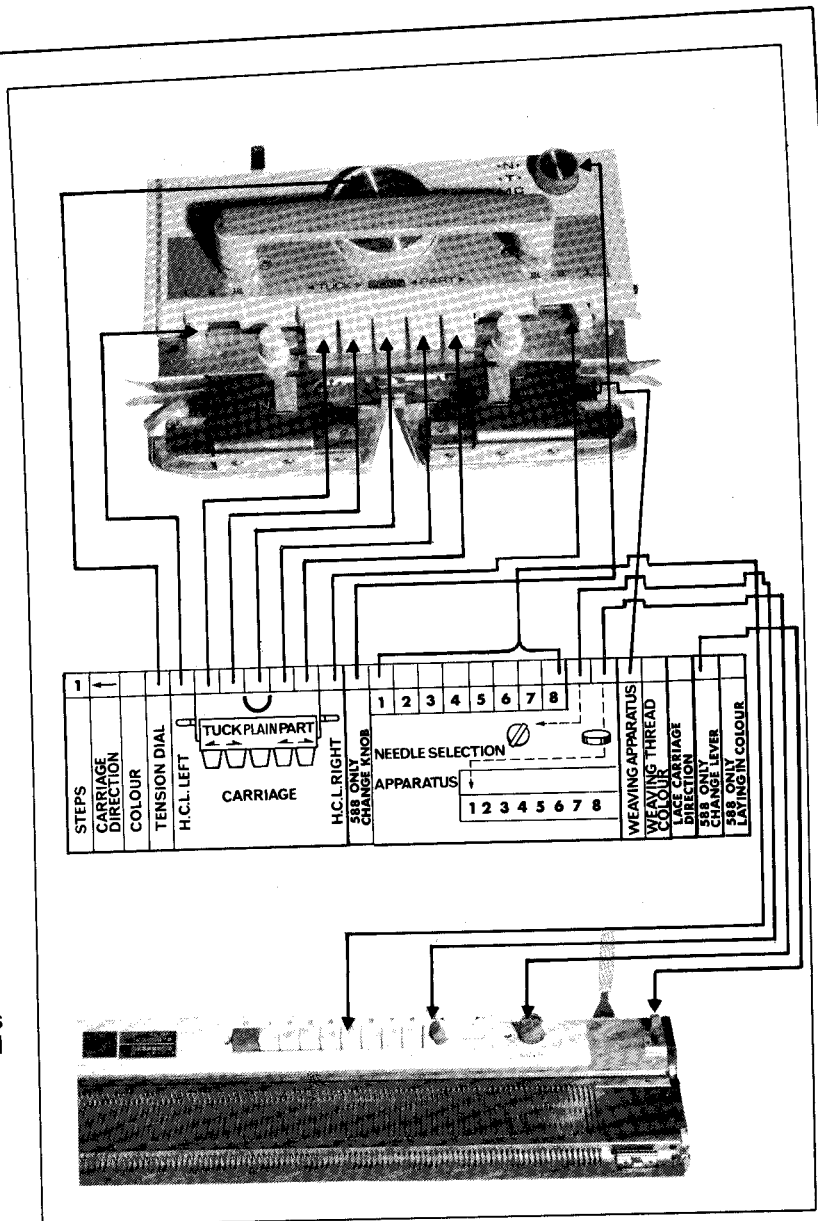 ·N·
·T·
MC
TUCK
PART
1
←
1 2 3 4 5 6 7 8
TUCK PLAIN PART
CARRIAGE
NEEDLE SELECTION
APPARATUS
1 2 3 4 5 6 7 8
STEPS
CARRIAGE
DIRECTION
COLOUR
TENSION DIAL
H.C.L. LEFT
H.C.L. RIGHT
588 ONLY
CHANGE KNOB
WEAVING APPARATUS
WEAVING THREAD
COLOUR
LACE CARRIAGE
DIRECTION
588 ONLY
CHANGE LEVER
588 ONLY
LAYING IN COLOUR